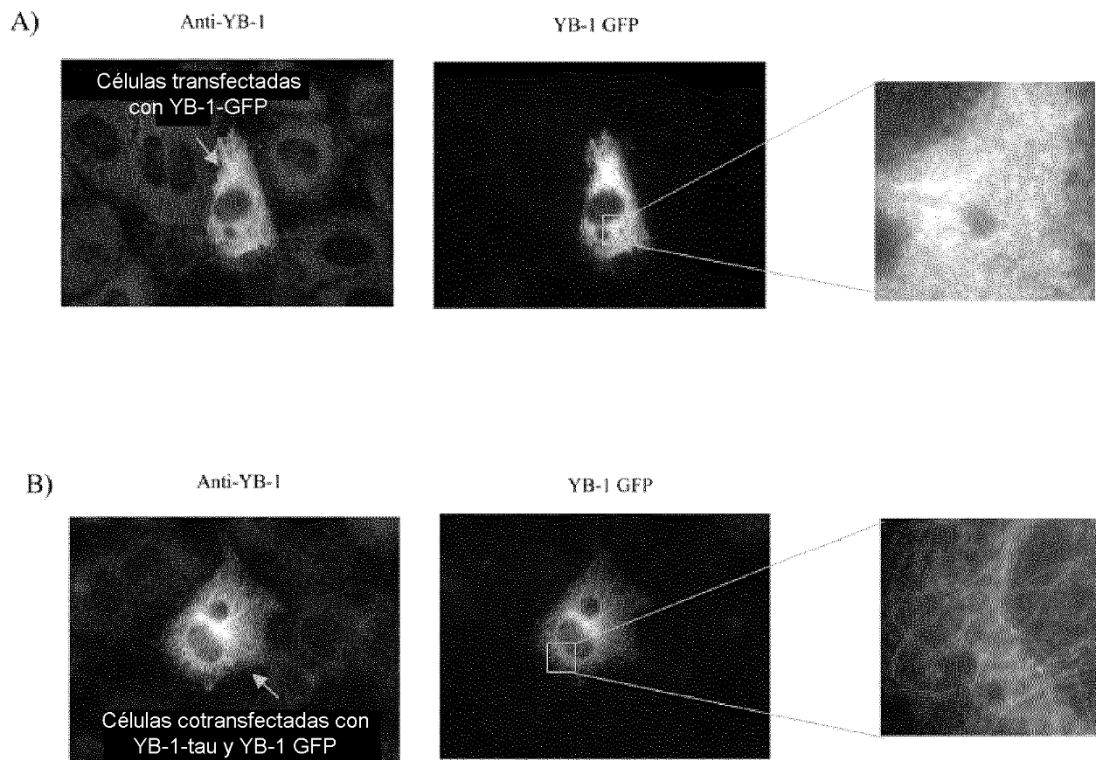 A)
Anti-YB-1
YB-1 GFP
Células transfectadas
con YB-1-GFP
B)
Anti-YB-1
YB-1 GFP
Células cotransfectadas con
YB-1-tau y YB-1 GFP